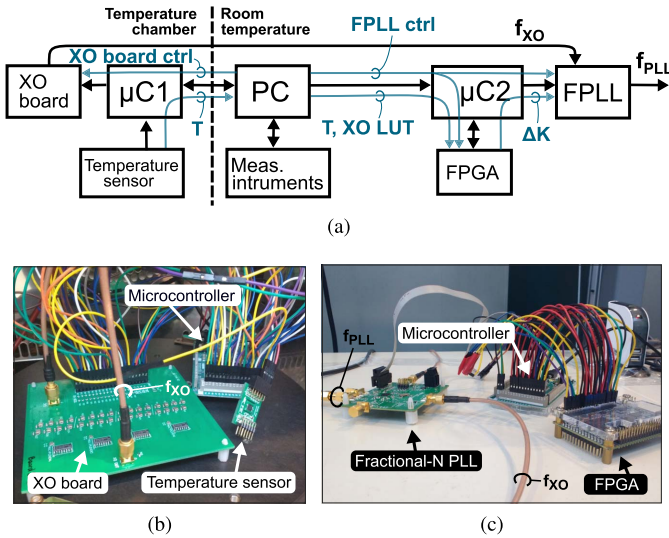 Temperature chamber
Room temperature
fXO
XO board ctrl
FPLL ctrl
fPLL
XO board
µC1
PC
µC2
FPLL
T
T, XO LUT
ΔK
Temperature sensor
Meas. intruments
FPGA
(a)
Microcontroller
fXO
XO board
Temperature sensor
(b)
fPLL
Microcontroller
Fractional-N PLL
fXO
FPGA
(c)